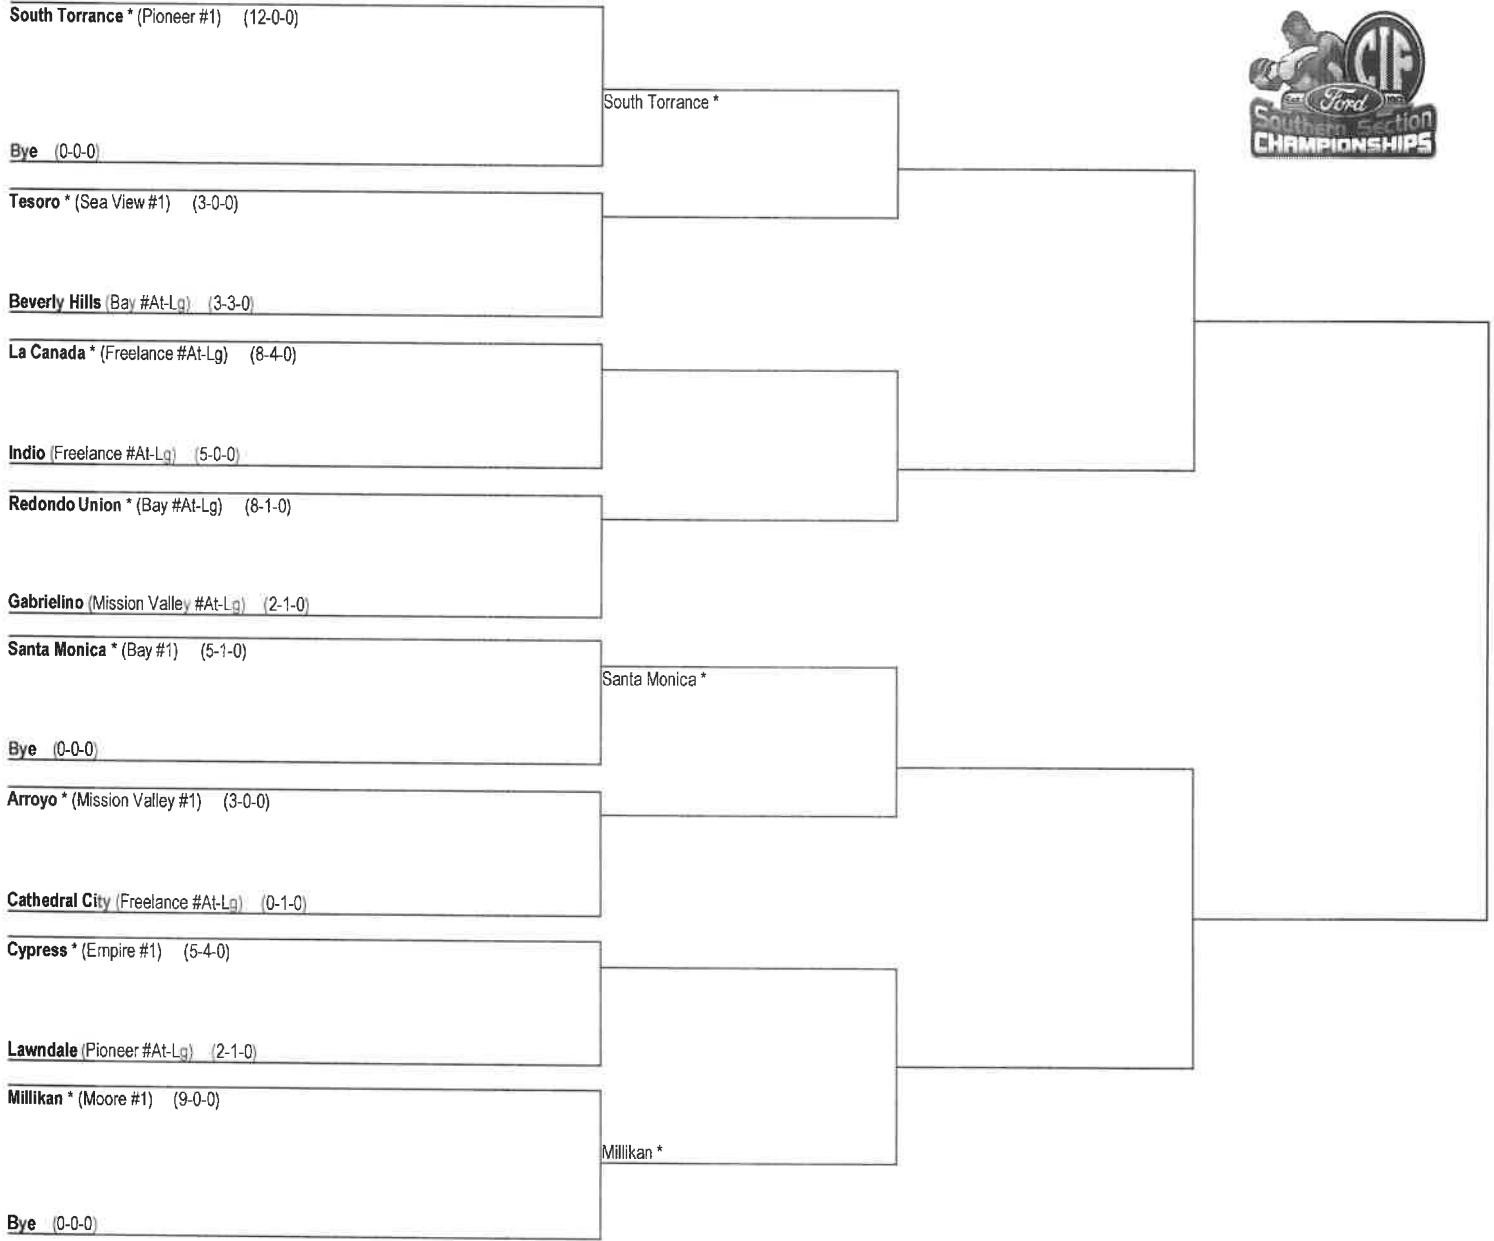 South Torrance * (Pioneer #1) (12-0-0)
South Torrance *
Bye (0-0-0)
Tesoro * (Sea View #1) (3-0-0)
Beverly Hills (Bay #At-Lg) (3-3-0)
La Canada * (Freelance #At-Lg) (8-4-0)
Indio (Freelance #At-Lg) (5-0-0)
Redondo Union * (Bay #At-Lg) (8-1-0)
Gabrielino (Mission Valley #At-Lg) (2-1-0)
Santa Monica * (Bay #1) (5-1-0)
Santa Monica *
Bye (0-0-0)
Arroyo * (Mission Valley #1) (3-0-0)
Cathedral City (Freelance #At-Lg) (0-1-0)
Cypress * (Empire #1) (5-4-0)
Lawndale (Pioneer #At-Lg) (2-1-0)
Millikan * (Moore #1) (9-0-0)
Millikan *
Bye (0-0-0)
CIF
Ford
Southern Section
CHAMPIONSHIPS